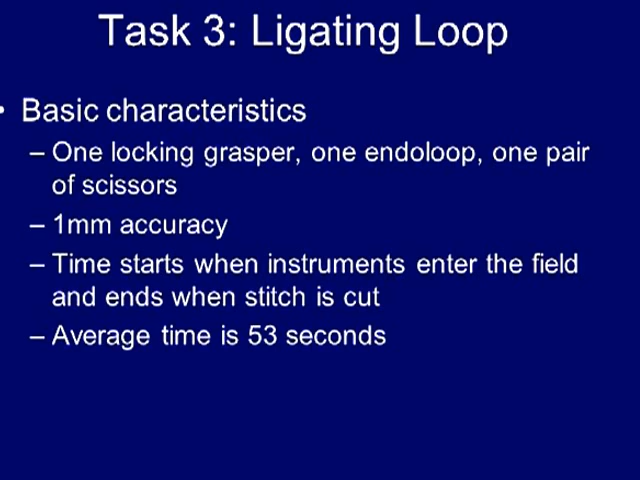 Task 3: Ligating Loop
• Basic characteristics
– One locking grasper, one endoloop, one pair
of scissors
– 1mm accuracy
– Time starts when instruments enter the field
and ends when stitch is cut
– Average time is 53 seconds